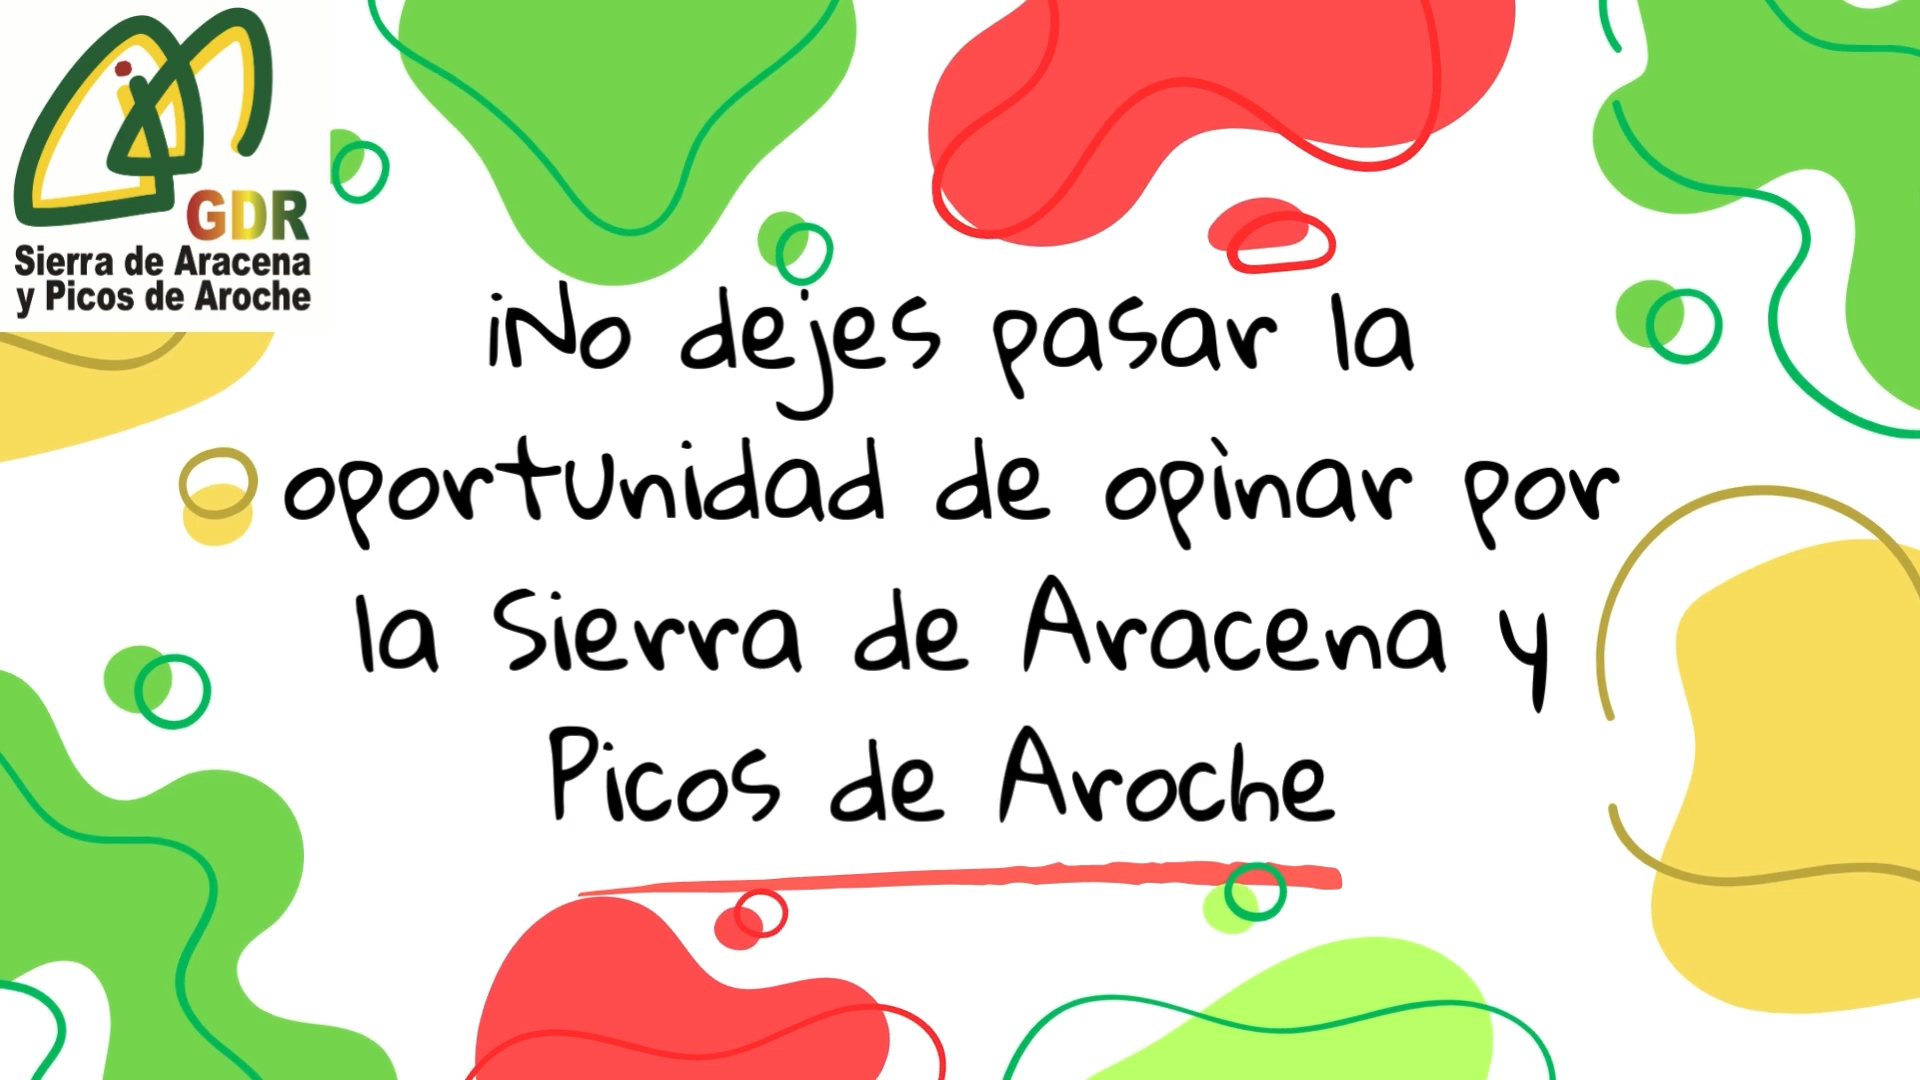 GDR
Sierra de Aracena
y Picos de Aroche
¡No dejes pasar la
oportunidad de opìnar por
la Sierra de Aracena y
Picos de Aroche